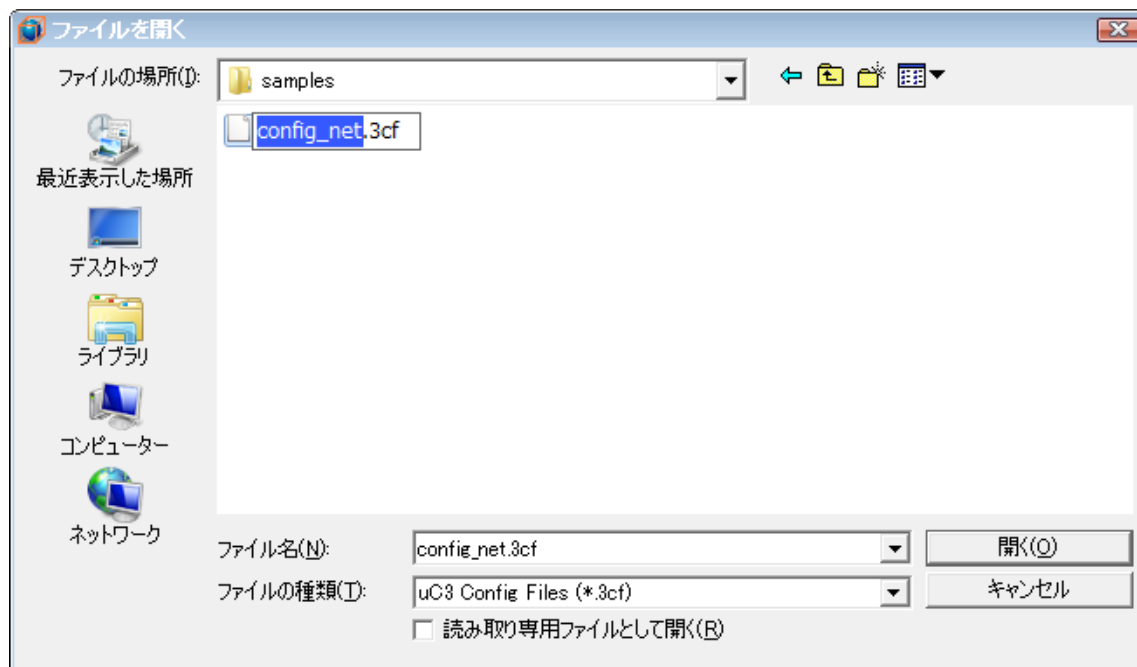 ファイルを開く
ファイルの場所(I): samples
config_net.3cf
最近表示した場所
デスクトップ
ライブラリ
コンピューター
ネットワーク
ファイル名(N): config_net.3cf 開く(O)
ファイルの種類(T): uC3 Config Files (*.3cf) キャンセル
読み取り専用ファイルとして開く(R)